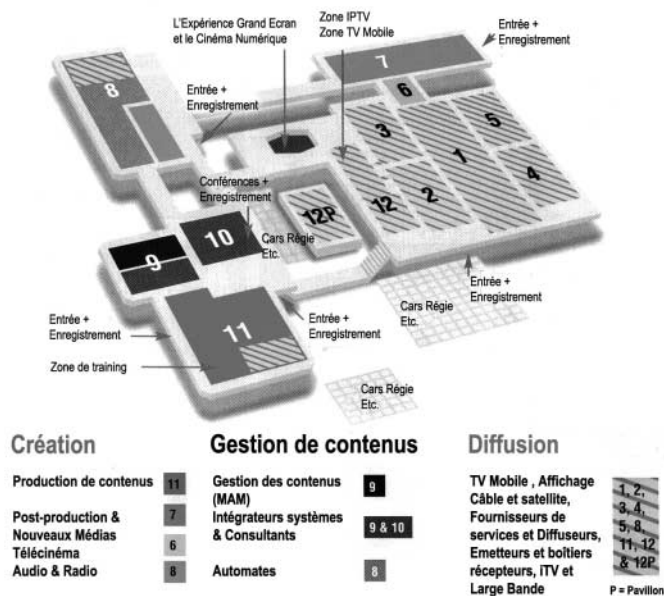 L'Expérience Grand Ecran
et le Cinéma Numérique
Zone IPTV
Zone TV Mobile
Entrée +
Enregistrement
7
8
6
Entrée +
Enregistrement
3
5
1
4
Conférences +
Enregistrement
12P
12
2
10
Cars Régie
Etc.
9
Entrée +
Enregistrement
Cars Régie
Etc.
Entrée +
Enregistrement
Entrée +
Enregistrement
11
Zone de training
Cars Régie
Etc.
Création
Production de contenus 11
Post-production & 7
Nouveaux Médias
Télécinéma 6
Audio & Radio 8
Gestion de contenus
Gestion des contenus 9
(MAM)
Intégrateurs systèmes 9 & 10
& Consultants
Automates 8
Diffusion
TV Mobile , Affichage
Câble et satellite,
Fournisseurs de
services et Diffuseurs,
Emetteurs et boîtiers
récepteurs, iTV et
Large Bande
1, 2,
3, 4,
5, 8,
11, 12
& 12P
P = Pavillon